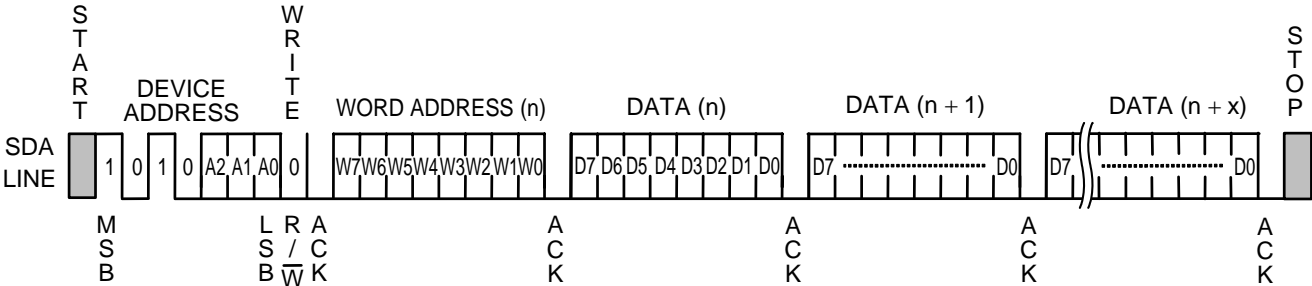 START
WRITE
STOP
DEVICE
ADDRESS
WORD ADDRESS (n)
DATA (n)
DATA (n + 1)
DATA (n + x)
SDA
LINE
1 0 1 0 A2 A1 A0 0
W7 W6 W5 W4 W3 W2 W1 W0
D7 D6 D5 D4 D3 D2 D1 D0
D7 D0
D7 D0
MSB
LSB
R/W̅
ACK
ACK
ACK
ACK
ACK